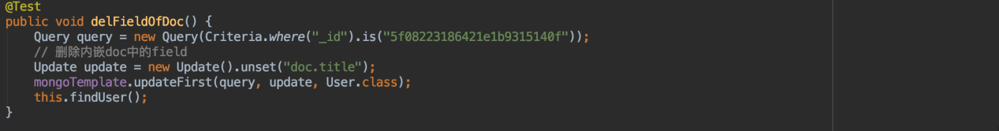 @Test
public void delFieldOfDoc() {
    Query query = new Query(Criteria.where("_id").is("5f08223186421e1b9315140f"));
    // 删除内嵌doc中的field
    Update update = new Update().unset("doc.title");
    mongoTemplate.updateFirst(query, update, User.class);
    this.findUser();
}